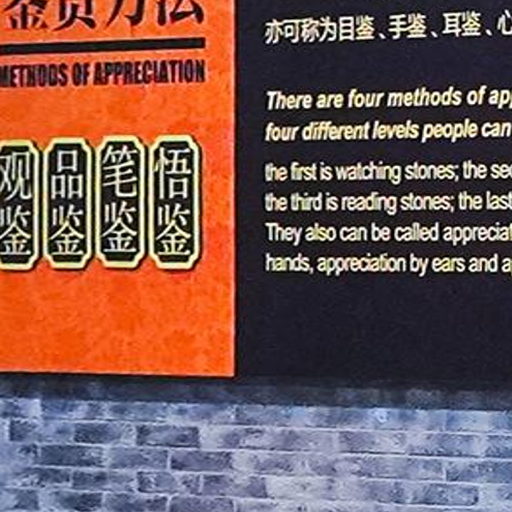 鉴赏方法
METHODS OF APPRECIATION
观鉴
品鉴
笔鉴
悟鉴
亦可称为目鉴、手鉴、耳鉴、心
There are four methods of
four different levels people can
the first is watching stones; the
the third is reading stones; the last
They also can be called
hands, appreciation by ears and